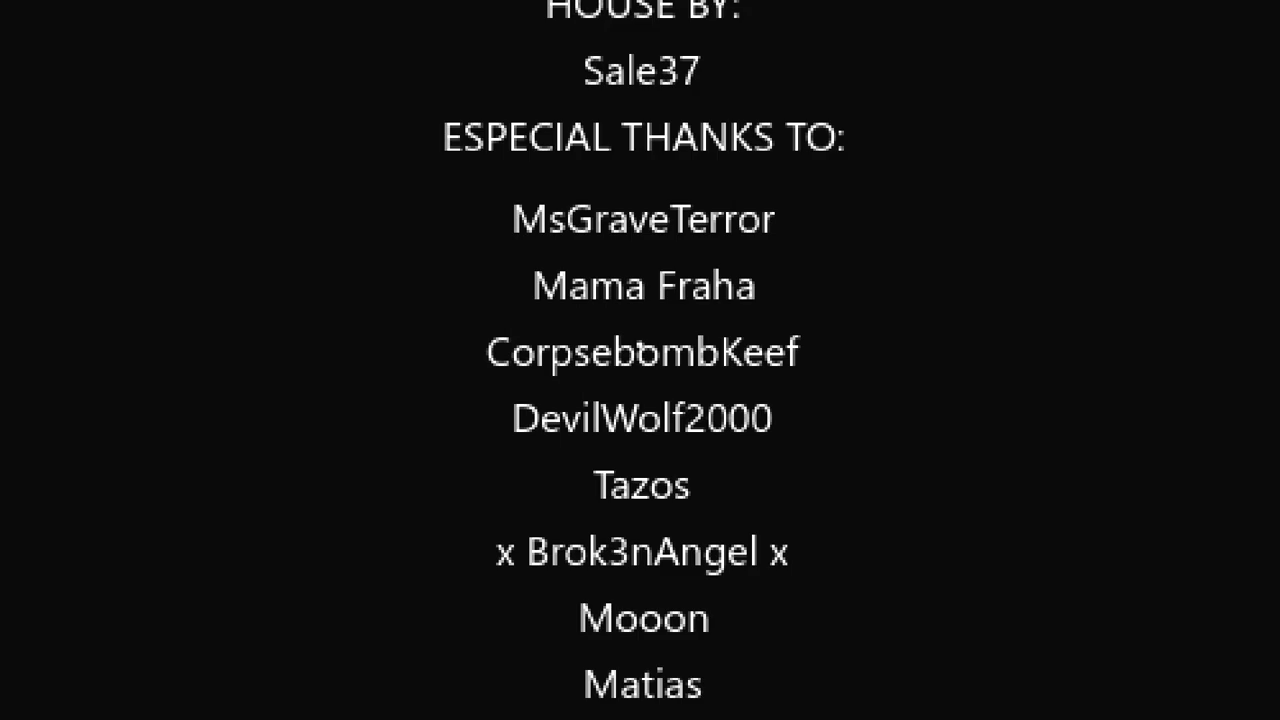 HOUSE BY:
Sale37
ESPECIAL THANKS TO:
MsGraveTerror
Mama Fraha
CorpsebombKeef
DevilWolf2000
Tazos
x Brok3nAngel x
Mooon
Matias